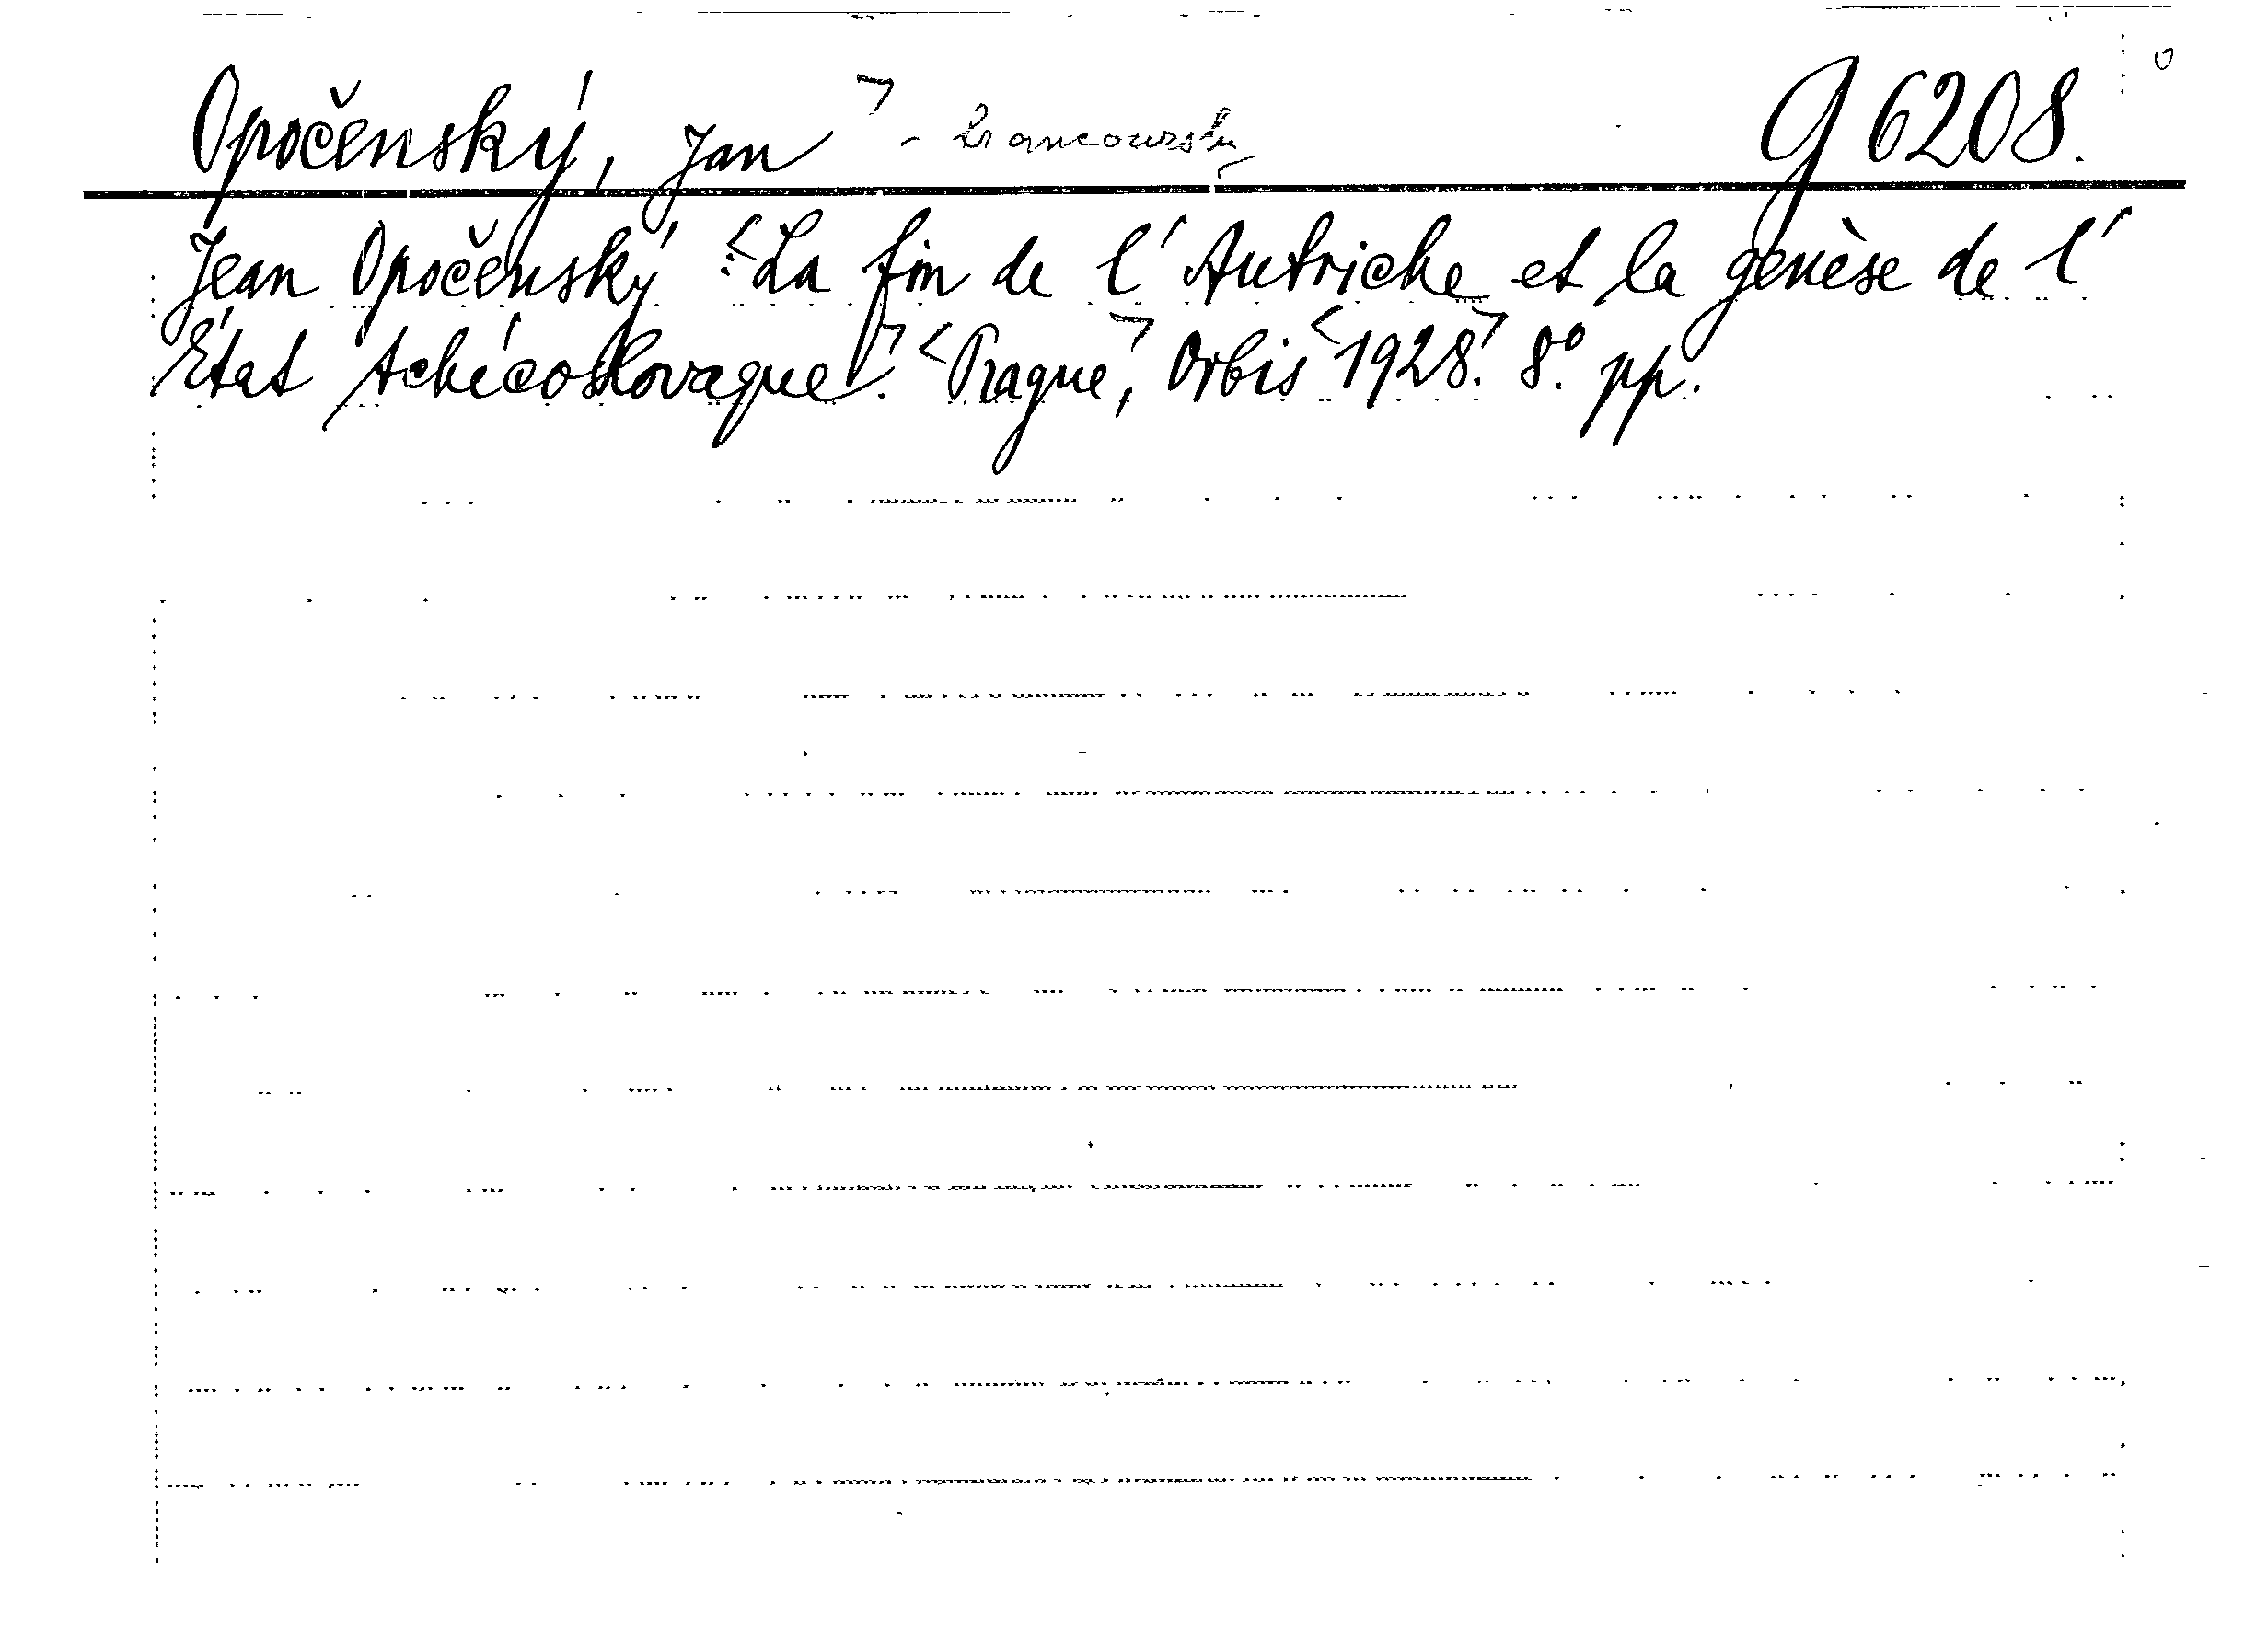 Opočenský, Jan - francouzsky G 6208.
Jean Opočenský : La fin de l' Autriche et la genèse de l'
État tchécoslovaque. Prague, Orbis 1928. 8° pp.